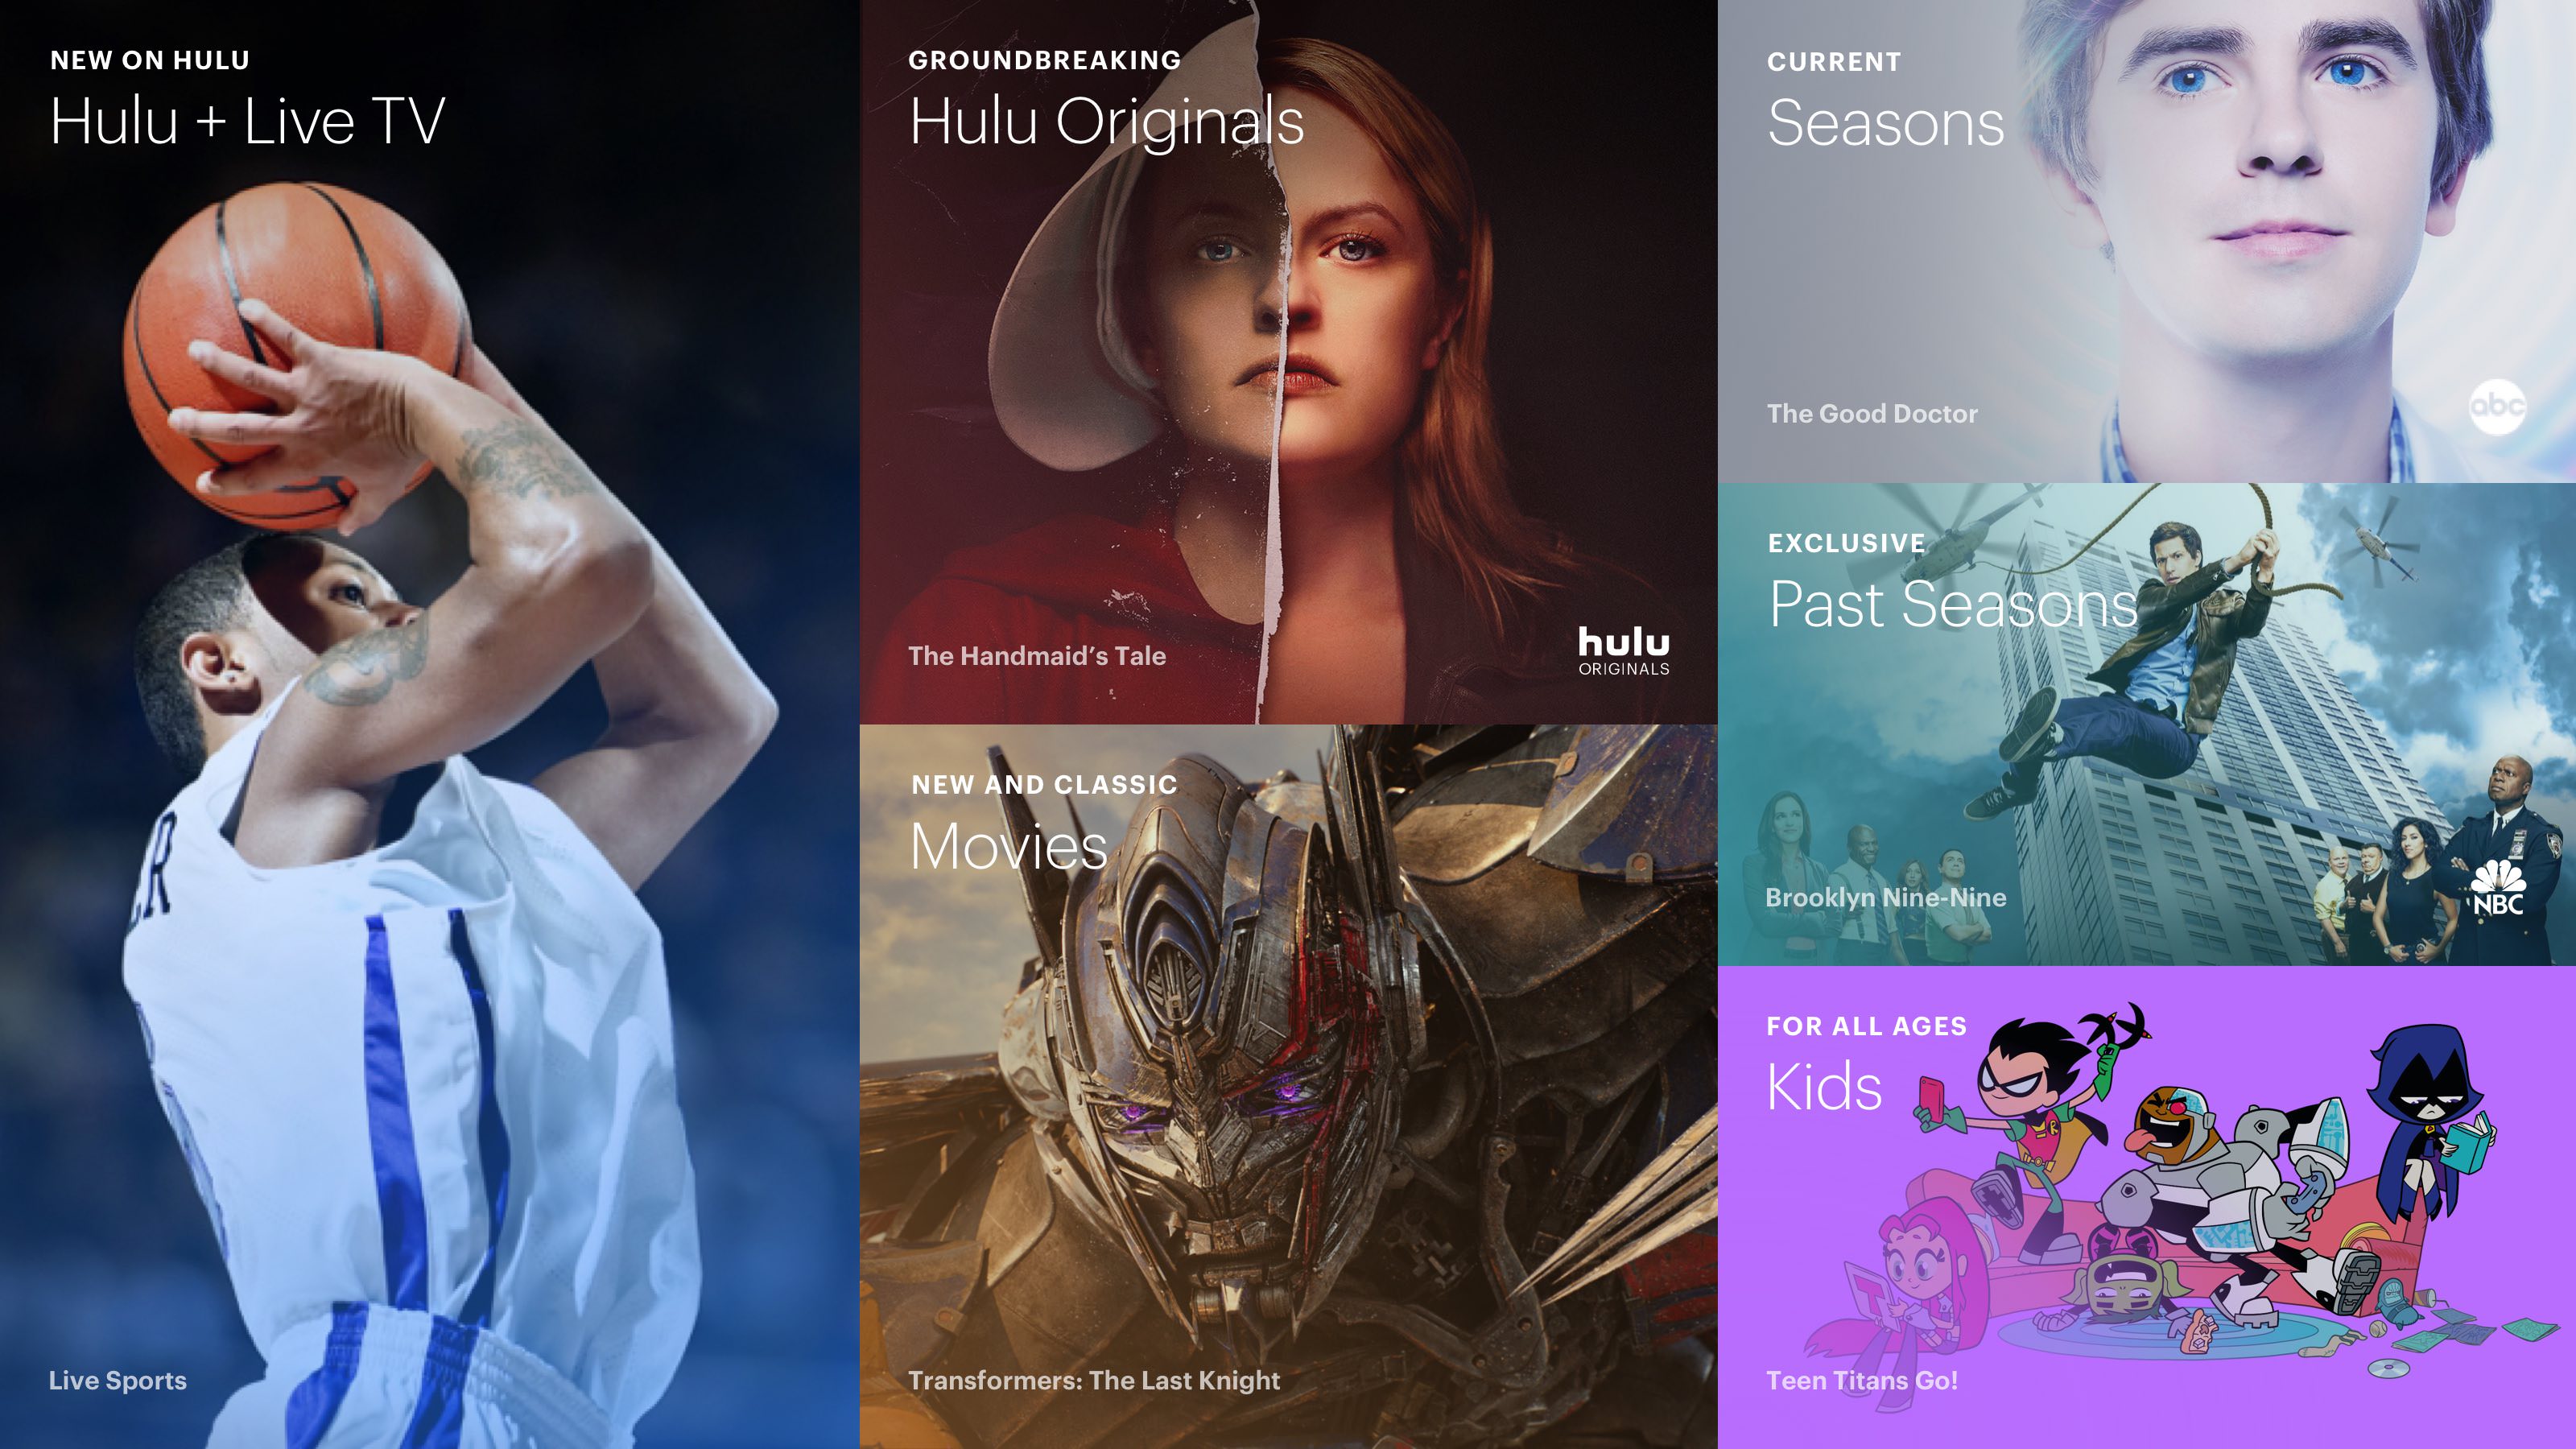 NEW ON HULU
Hulu + Live TV
Live Sports
GROUNDBREAKING
Hulu Originals
The Handmaid’s Tale
hulu
ORIGINALS
NEW AND CLASSIC
Movies
Transformers: The Last Knight
CURRENT
Seasons
The Good Doctor
abc
EXCLUSIVE
Past Seasons
Brooklyn Nine-Nine
NBC
FOR ALL AGES
Kids
Teen Titans Go!